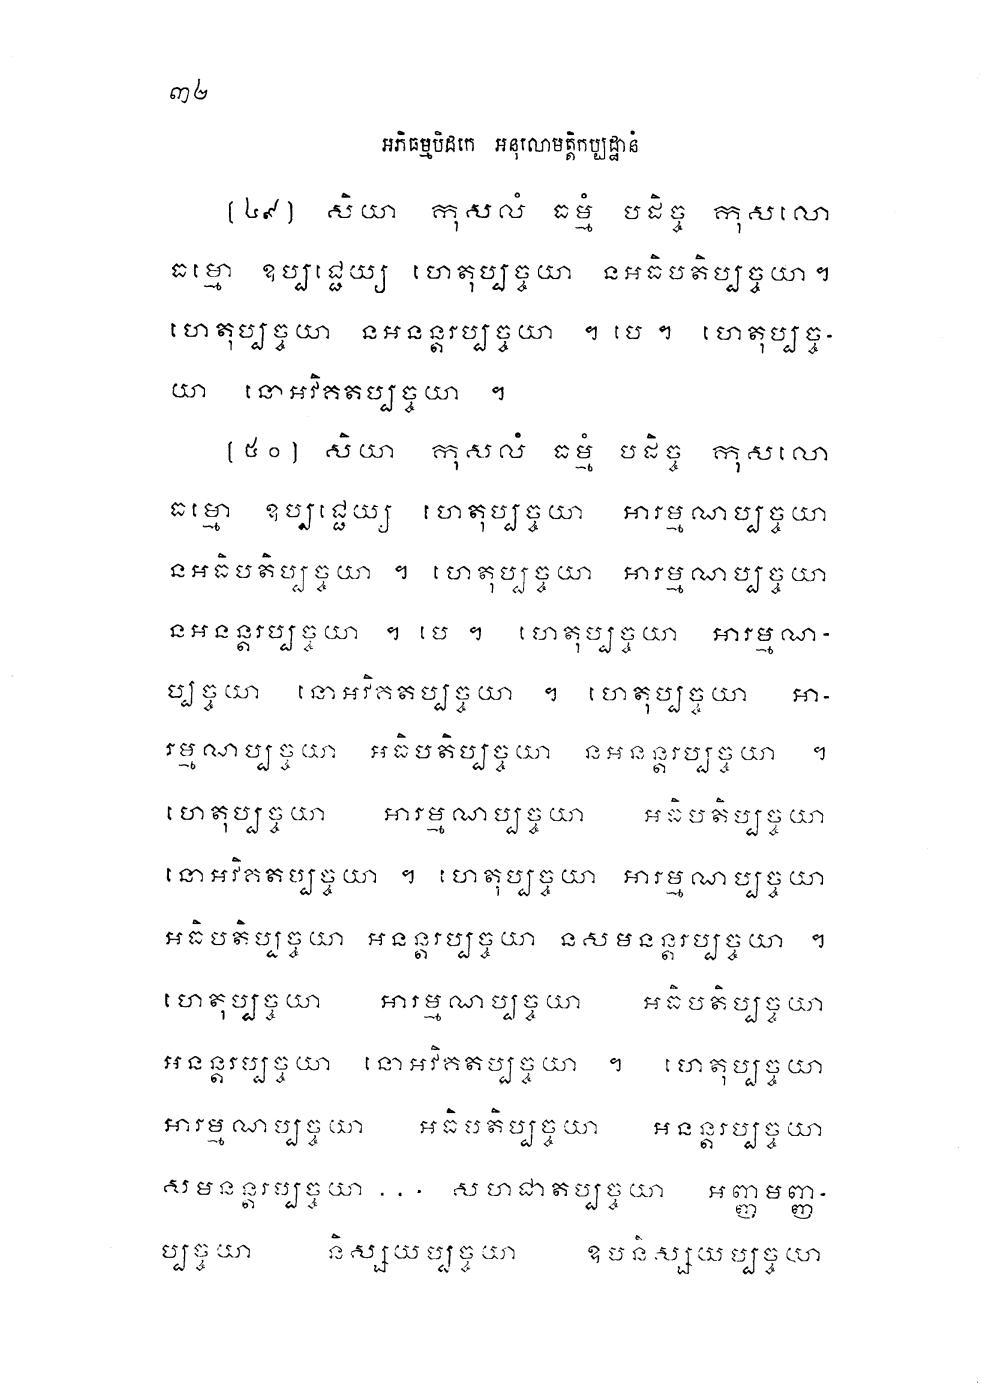 ៣៤
អភិធម្មបិដកេ អនុលោមត្តិកប្បដ្ឋានំ
(៤៩) សិយា កុសលំ ធម្មំ បដិច្ច កុសលោ
ធម្មោ ឧប្បជ្ជេយ្យ ហេតុប្បច្ចយា នអធិបតិប្បច្ចយា ។
ហេតុប្បច្ចយា នអនន្តរប្បច្ចយា ។ បេ ។ ហេតុប្បច្ច-
យា នោអវិគតប្បច្ចយា ។
(៥០) សិយា កុសលំ ធម្មំ បដិច្ច កុសលោ
ធម្មោ ឧប្បជ្ជេយ្យ ហេតុប្បច្ចយា អារម្មណប្បច្ចយា
នអធិបតិប្បច្ចយា ។ ហេតុប្បច្ចយា អារម្មណប្បច្ចយា
នអនន្តរប្បច្ចយា ។ បេ ។ ហេតុប្បច្ចយា អារម្មណ-
ប្បច្ចយា នោអវិគតប្បច្ចយា ។ ហេតុប្បច្ចយា អា-
រម្មណប្បច្ចយា អធិបតិប្បច្ចយា នអនន្តរប្បច្ចយា ។
ហេតុប្បច្ចយា អារម្មណប្បច្ចយា អធិបតិប្បច្ចយា
នោអវិគតប្បច្ចយា ។ ហេតុប្បច្ចយា អារម្មណប្បច្ចយា
អធិបតិប្បច្ចយា អនន្តរប្បច្ចយា នសមនន្តរប្បច្ចយា ។
ហេតុប្បច្ចយា អារម្មណប្បច្ចយា អធិបតិប្បច្ចយា
អនន្តរប្បច្ចយា នោអវិគតប្បច្ចយា ។ ហេតុប្បច្ចយា
អារម្មណប្បច្ចយា អធិបតិប្បច្ចយា អនន្តរប្បច្ចយា
សមនន្តរប្បច្ចយា ... សហជាតប្បច្ចយា អញ្ញមញ្ញ-
ប្បច្ចយា និស្សយប្បច្ចយា ឧបនិស្សយប្បច្ចយា